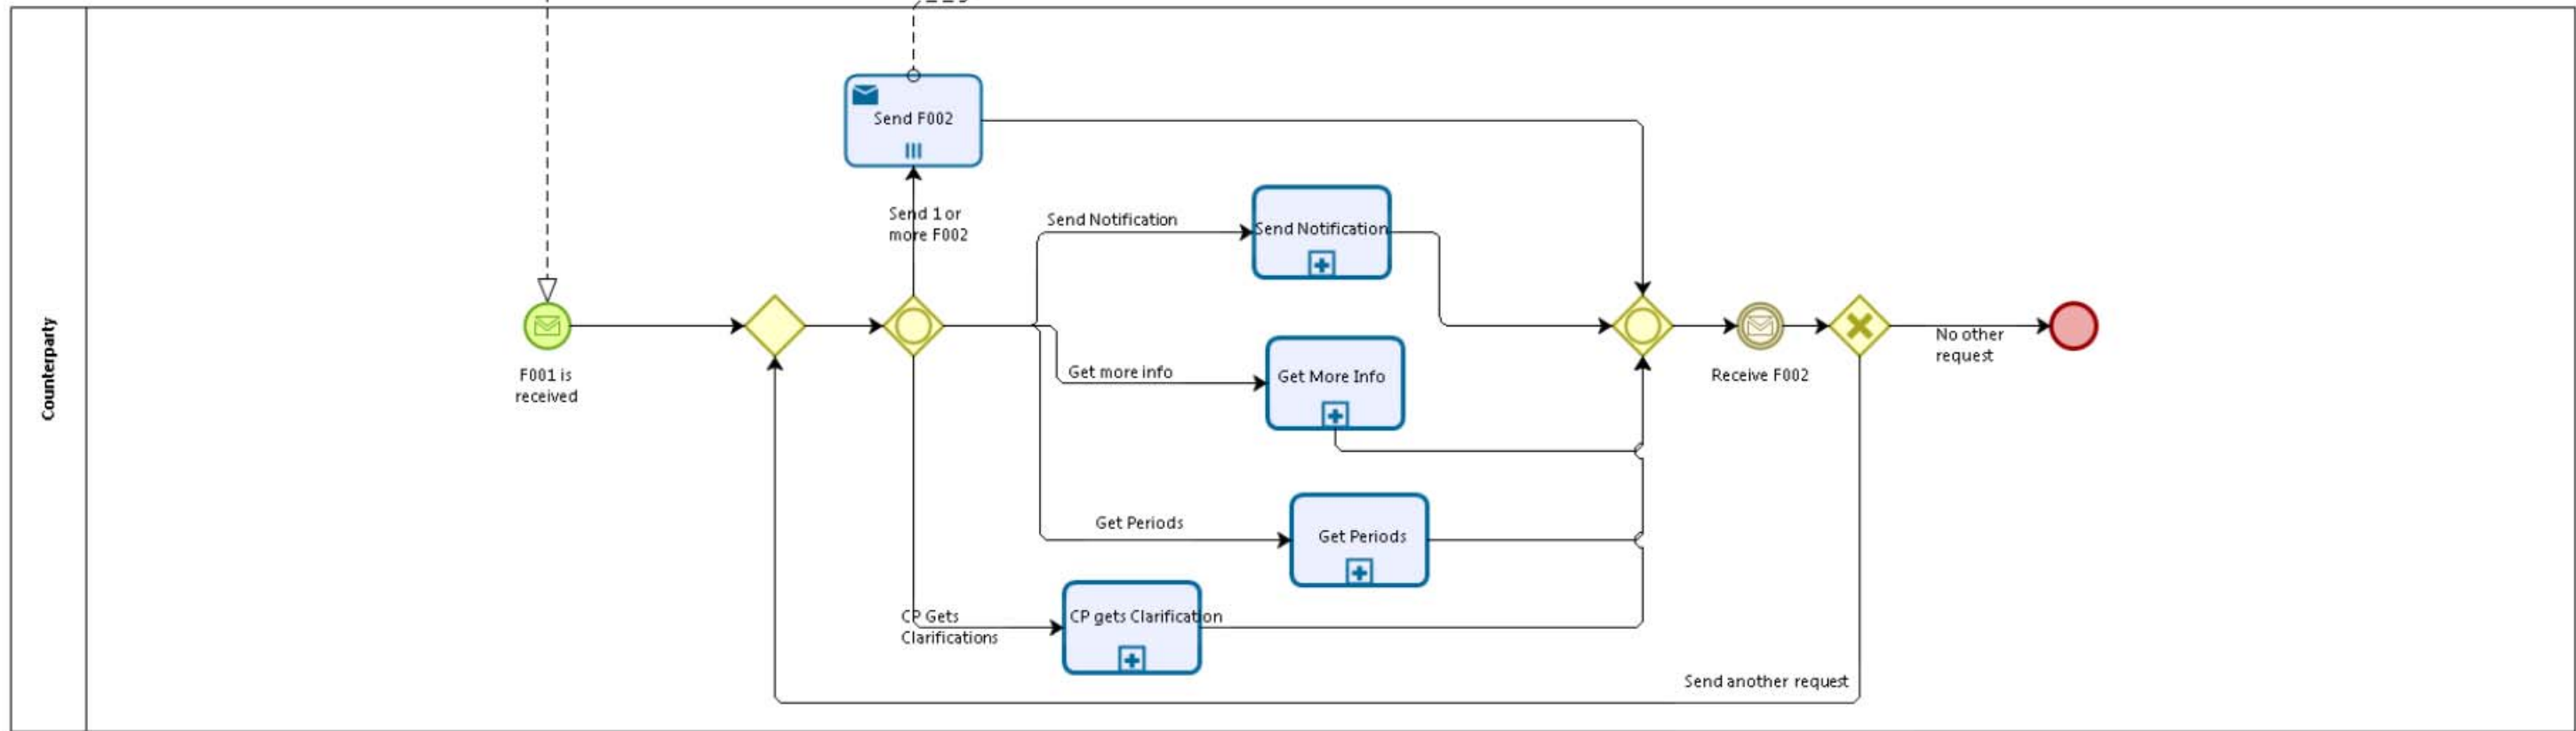 Counterparty
F001 is
received
Send F002
Send 1 or
more F002
Send Notification
Send Notification
Get more info
Get More Info
Get Periods
Get Periods
CP Gets
Clarifications
CP gets Clarification
Receive F002
No other
request
Send another request